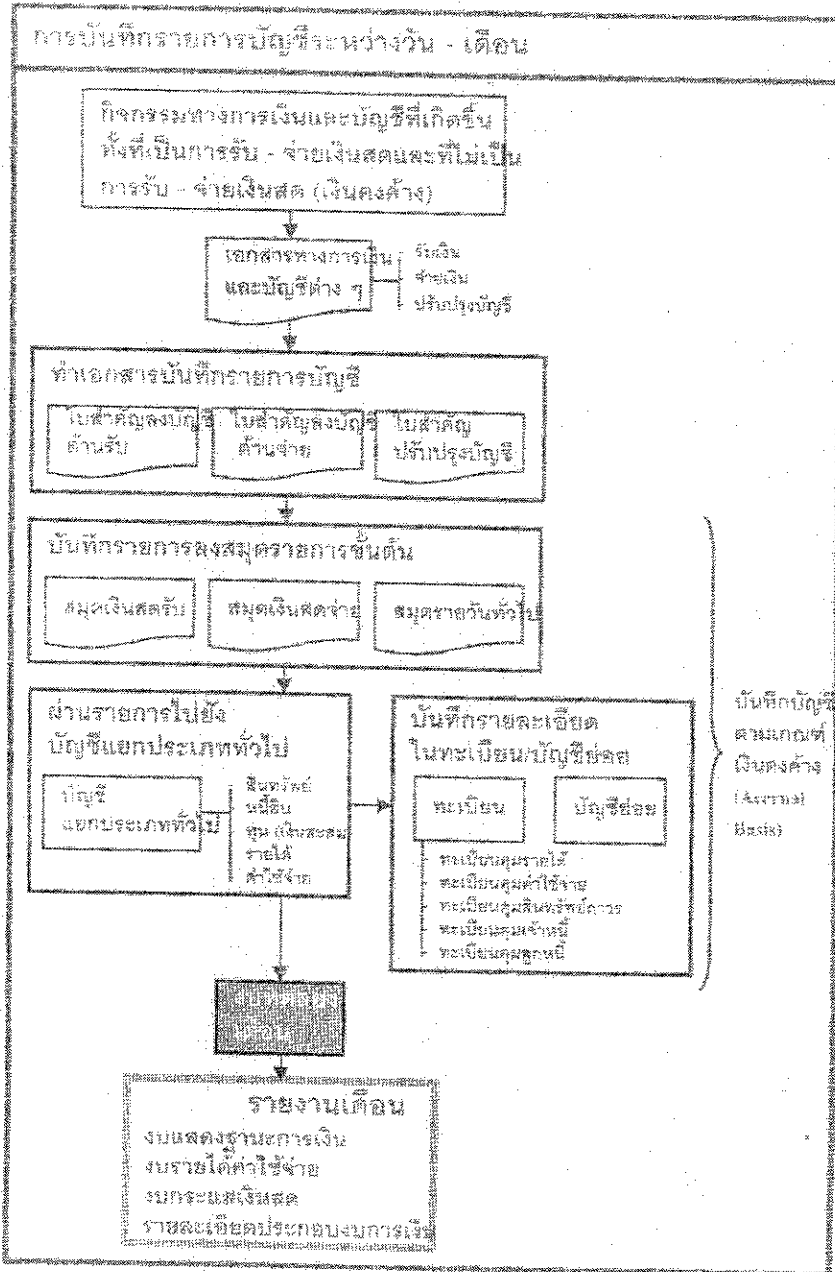 การบันทึกรายการบัญชีระหว่างวัน - เดือน
กิจกรรมทางการเงินและบัญชีที่เกิดขึ้น
ทั้งที่เป็นการรับ - จ่ายเงินสดและที่ไม่เป็น
การรับ - จ่ายเงินสด (เงินคงค้าง)
เอกสารทางการเงิน
และบัญชีต่าง ๆ
รับเงิน
จ่ายเงิน
ปรับปรุงบัญชี
ทำเอกสารบันทึกรายการบัญชี
ใบสำคัญลงบัญชี
ด้านรับ
ใบสำคัญลงบัญชี
ด้านจ่าย
ใบสำคัญ
ปรับปรุงบัญชี
บันทึกรายการลงสมุดรายการขั้นต้น
สมุดเงินสดรับ
สมุดเงินสดจ่าย
สมุดรายวันทั่วไป
ผ่านรายการไปยัง
บัญชีแยกประเภททั่วไป
บัญชี
แยกประเภททั่วไป
สินทรัพย์
หนี้สิน
ทุน (เงินสะสม
รายได้
ค่าใช้จ่าย
บันทึกรายละเอียด
ในทะเบียน/บัญชีย่อย
ทะเบียน
บัญชีย่อย
ทะเบียนคุมรายได้
ทะเบียนคุมค่าใช้จ่าย
ทะเบียนคุมสินทรัพย์ถาวร
ทะเบียนคุมเจ้าหนี้
ทะเบียนคุมลูกหนี้
บันทึกบัญชี
ตามเกณฑ์
เงินคงค้าง
(Accrual
Basis)
รายงานเดือน
งบแสดงฐานะการเงิน
งบรายได้ค่าใช้จ่าย
งบกระแสเงินสด
รายละเอียดประกอบงบการเงิน